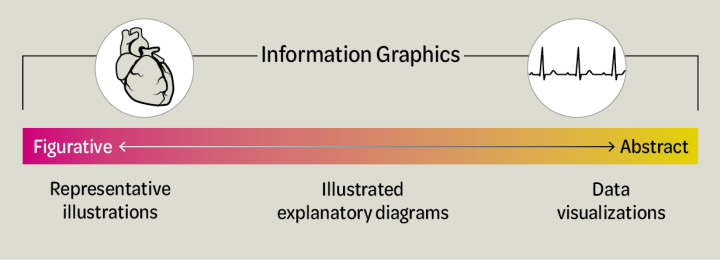 Information Graphics
Figurative
Abstract
Representative
illustrations
Illustrated
explanatory diagrams
Data
visualizations